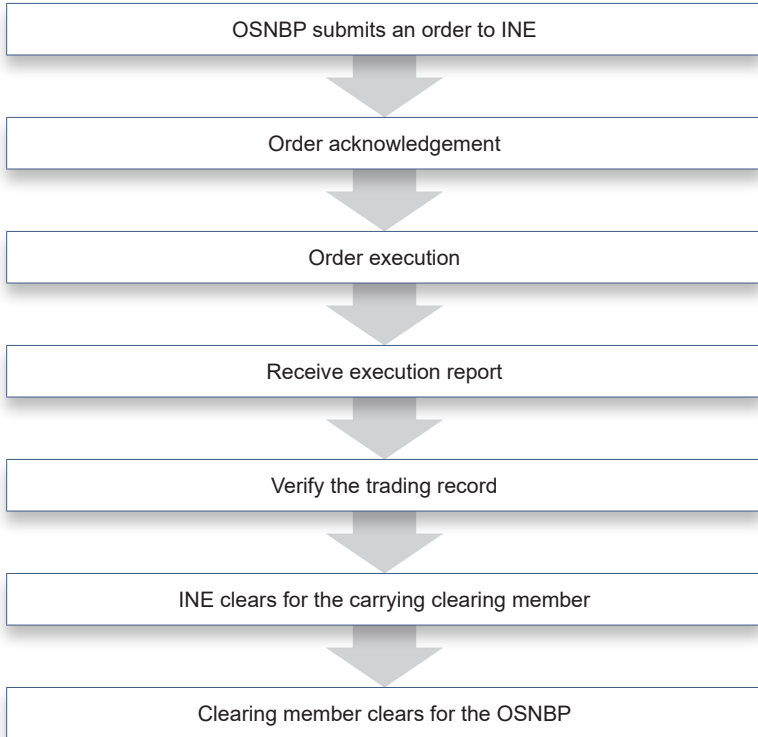 OSNBP submits an order to INE
Order acknowledgement
Order execution
Receive execution report
Verify the trading record
INE clears for the carrying clearing member
Clearing member clears for the OSNBP